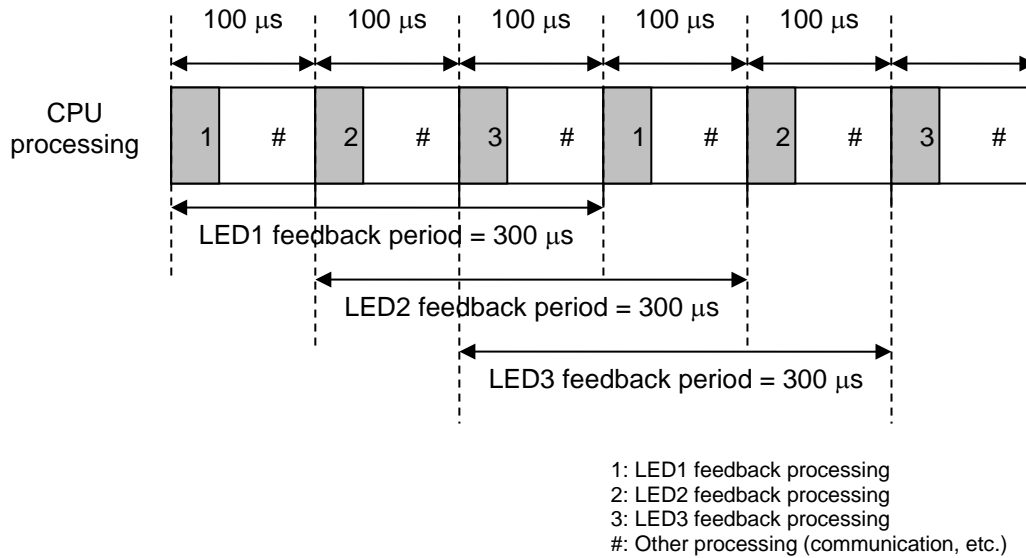 100 μs 100 μs 100 μs 100 μs 100 μs
CPU
processing
1 # 2 # 3 # 1 # 2 # 3 #
LED1 feedback period = 300 μs
LED2 feedback period = 300 μs
LED3 feedback period = 300 μs
1: LED1 feedback processing
2: LED2 feedback processing
3: LED3 feedback processing
#: Other processing (communication, etc.)